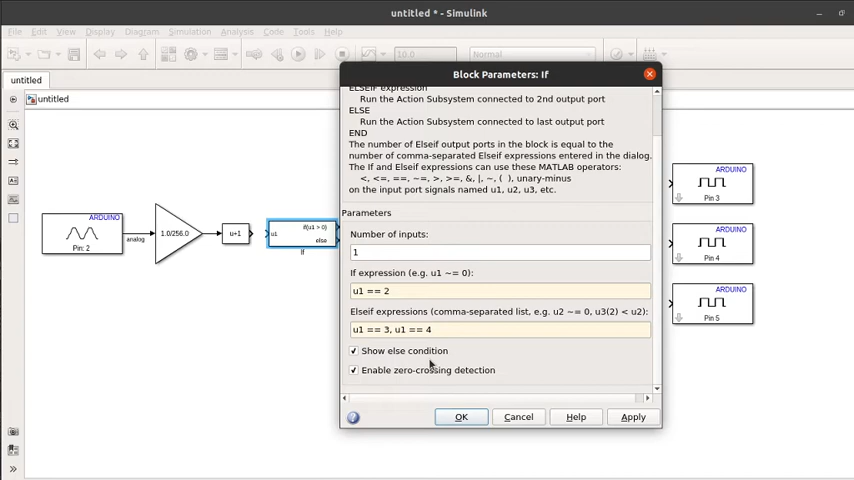 untitled * - Simulink
File Edit View Display Diagram Simulation Analysis Code Tools Help
10.0
Normal
untitled
untitled
Block Parameters: If
ELSEIF expression
Run the Action Subsystem connected to 2nd output port
ELSE
Run the Action Subsystem connected to last output port
END
The number of Elseif output ports in the block is equal to the
number of comma-separated Elseif expressions entered in the dialog.
The If and Elseif expressions can use these MATLAB operators:
<, <=, ==, ~=, >, >=, &, |, ~, ( ), unary-minus
on the input port signals named u1, u2, u3, etc.
Parameters
Number of inputs:
1
If expression (e.g. u1 ~= 0):
u1 == 2
Elseif expressions (comma-separated list, e.g. u2 ~= 0, u3(2) < u2):
u1 == 3, u1 == 4
Show else condition
Enable zero-crossing detection
OK Cancel Help Apply
ARDUINO
Pin: 2
analog
1.0/256.0
u+1
u1
if(u1 > 0)
else
If
ARDUINO
Pin 3
ARDUINO
Pin 4
ARDUINO
Pin 5